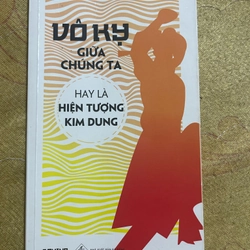 VÔ KỴ
GIỮA
CHÚNG TA
HAY LÀ
HIỆN TƯỢNG
KIM DUNG